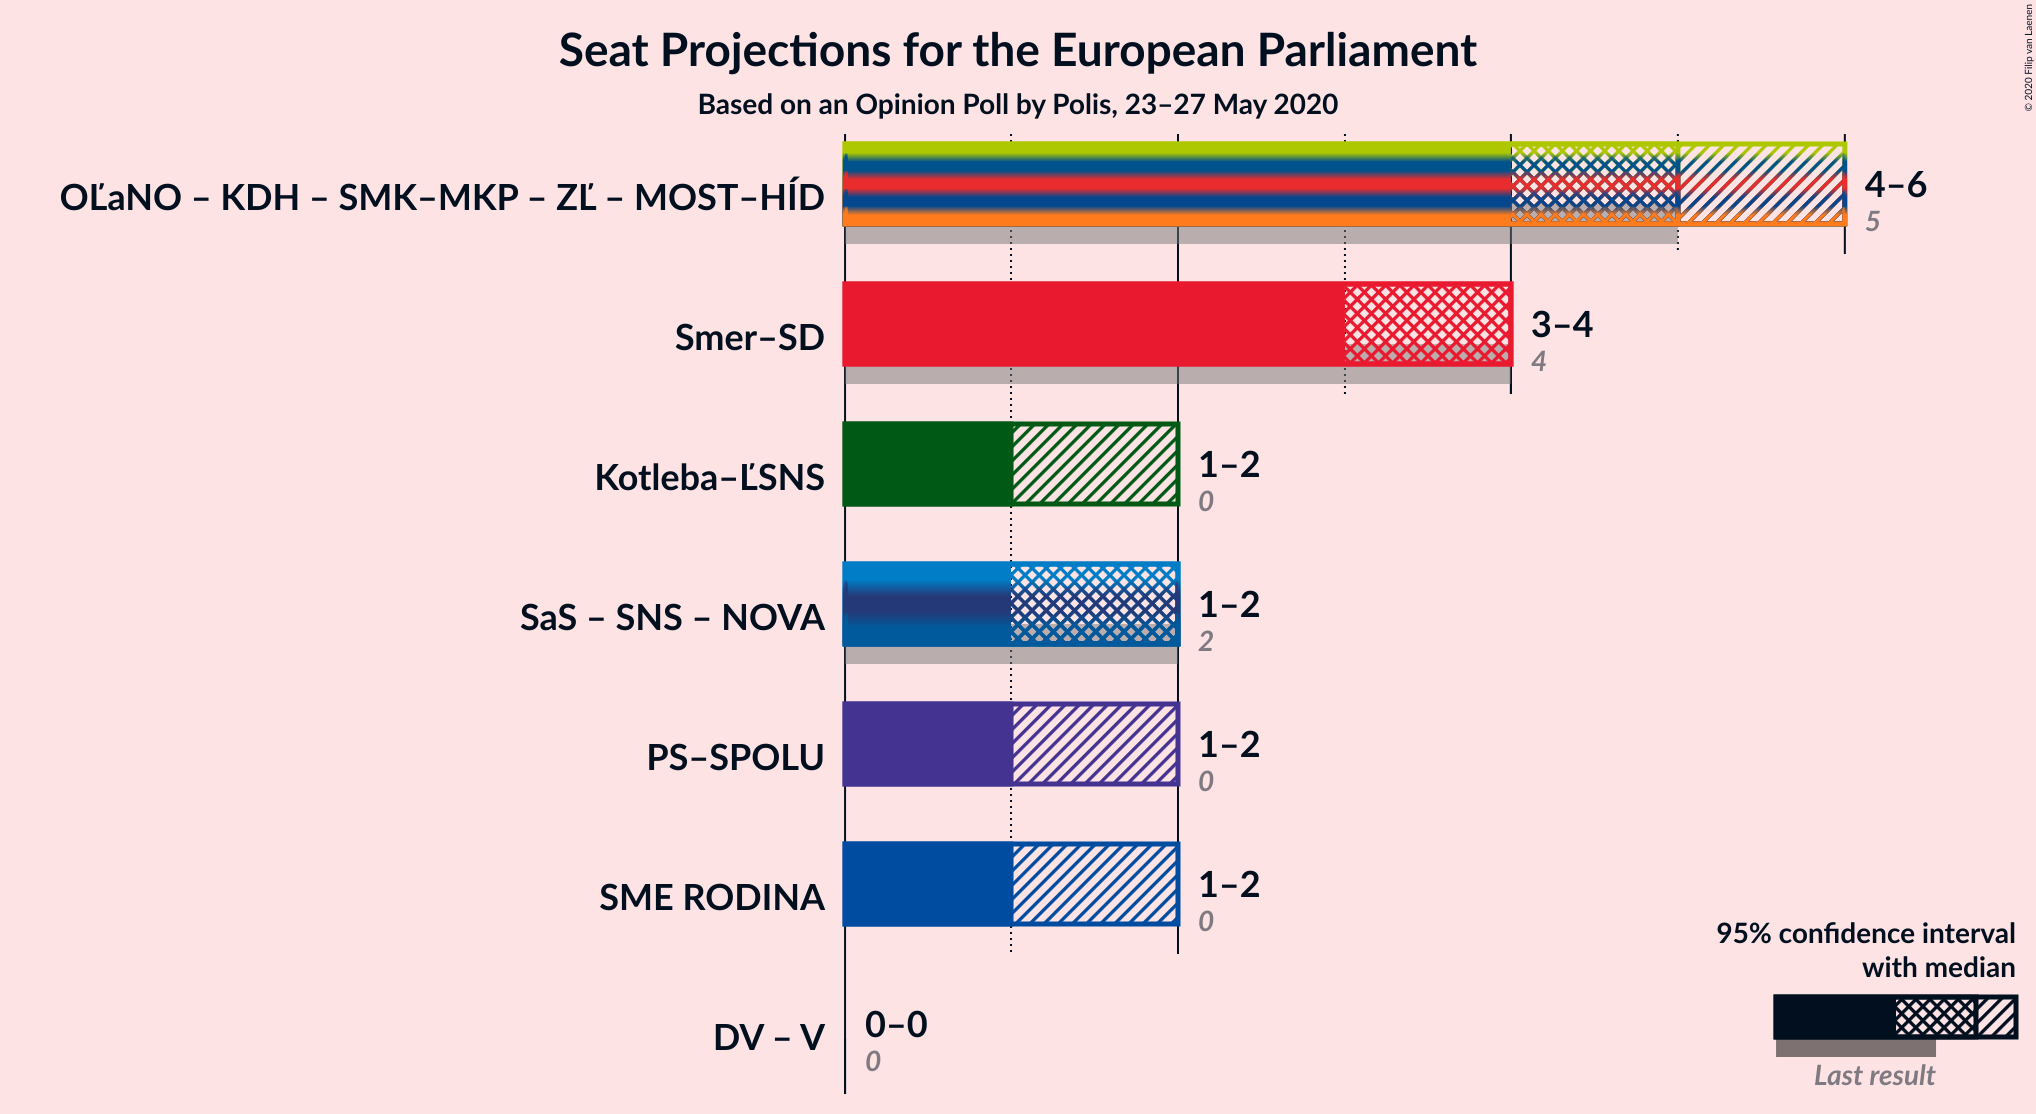 Seat Projections for the European Parliament
Based on an Opinion Poll by Polis, 23–27 May 2020
© 2020 Filip van Laenen
OĽaNO – KDH – SMK–MKP – ZĽ – MOST–HÍD
4–6
5
Smer–SD
3–4
4
Kotleba–ĽSNS
1–2
0
SaS – SNS – NOVA
1–2
2
PS–SPOLU
1–2
0
SME RODINA
1–2
0
DV – V
0–0
0
95% confidence interval
with median
Last result